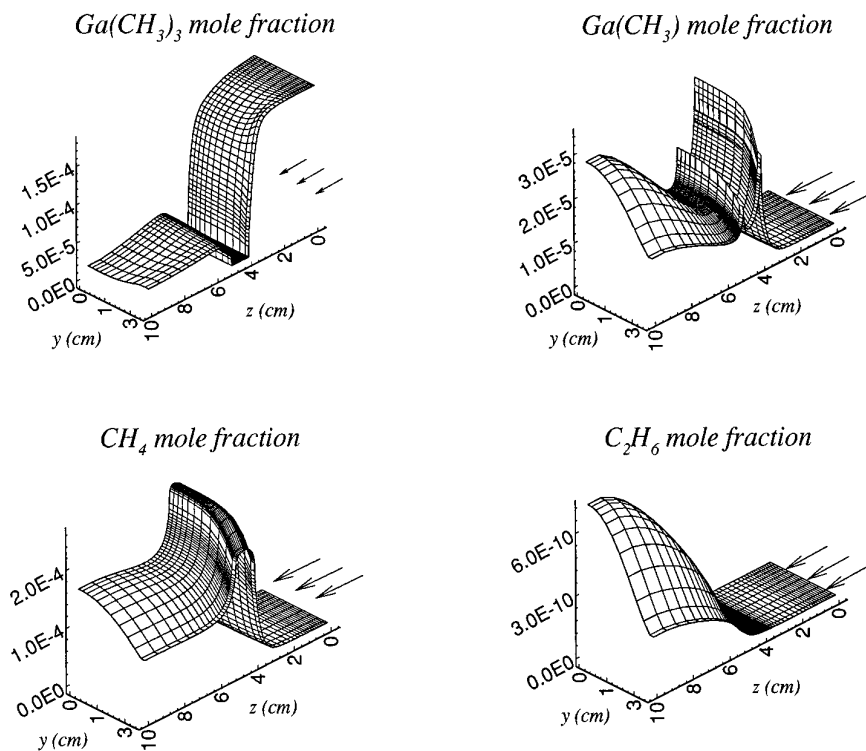 Ga(CH3)3 mole fraction
1.5E-4
1.0E-4
5.0E-5
0.0E0
0
1
3
y (cm)
10
8
6
4
2
0
z (cm)
Ga(CH3) mole fraction
3.0E-5
2.0E-5
1.0E-5
0.0E0
0
1
3
y (cm)
10
8
6
4
2
0
z (cm)
CH4 mole fraction
2.0E-4
1.0E-4
0.0E0
0
1
3
y (cm)
10
8
6
4
2
0
z (cm)
C2H6 mole fraction
6.0E-10
3.0E-10
0.0E0
0
1
3
y (cm)
10
8
6
4
2
0
z (cm)